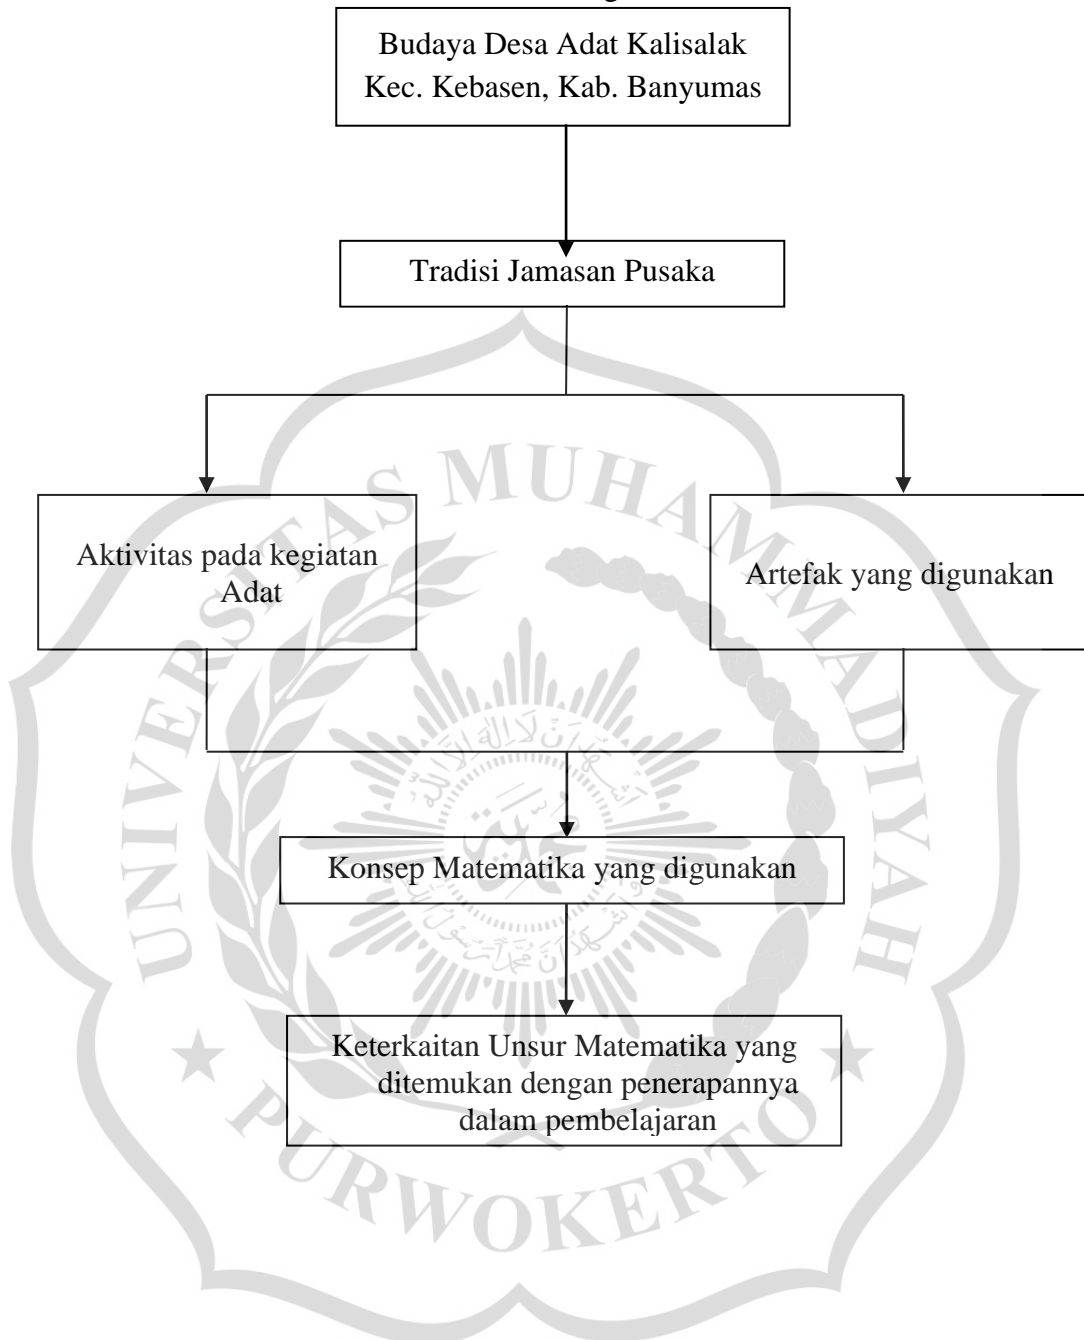 Budaya Desa Adat Kalisalak
Kec. Kebasen, Kab. Banyumas
Tradisi Jamasan Pusaka
Aktivitas pada kegiatan
Adat
Artefak yang digunakan
Konsep Matematika yang digunakan
Keterkaitan Unsur Matematika yang
ditemukan dengan penerapannya
dalam pembelajaran
UNIVERSITAS MUHAMMADIYAH
PURWOKERTO